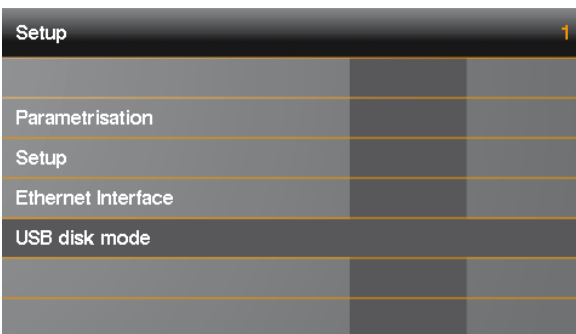 Setup 1
Parametrisation
Setup
Ethernet Interface
USB disk mode